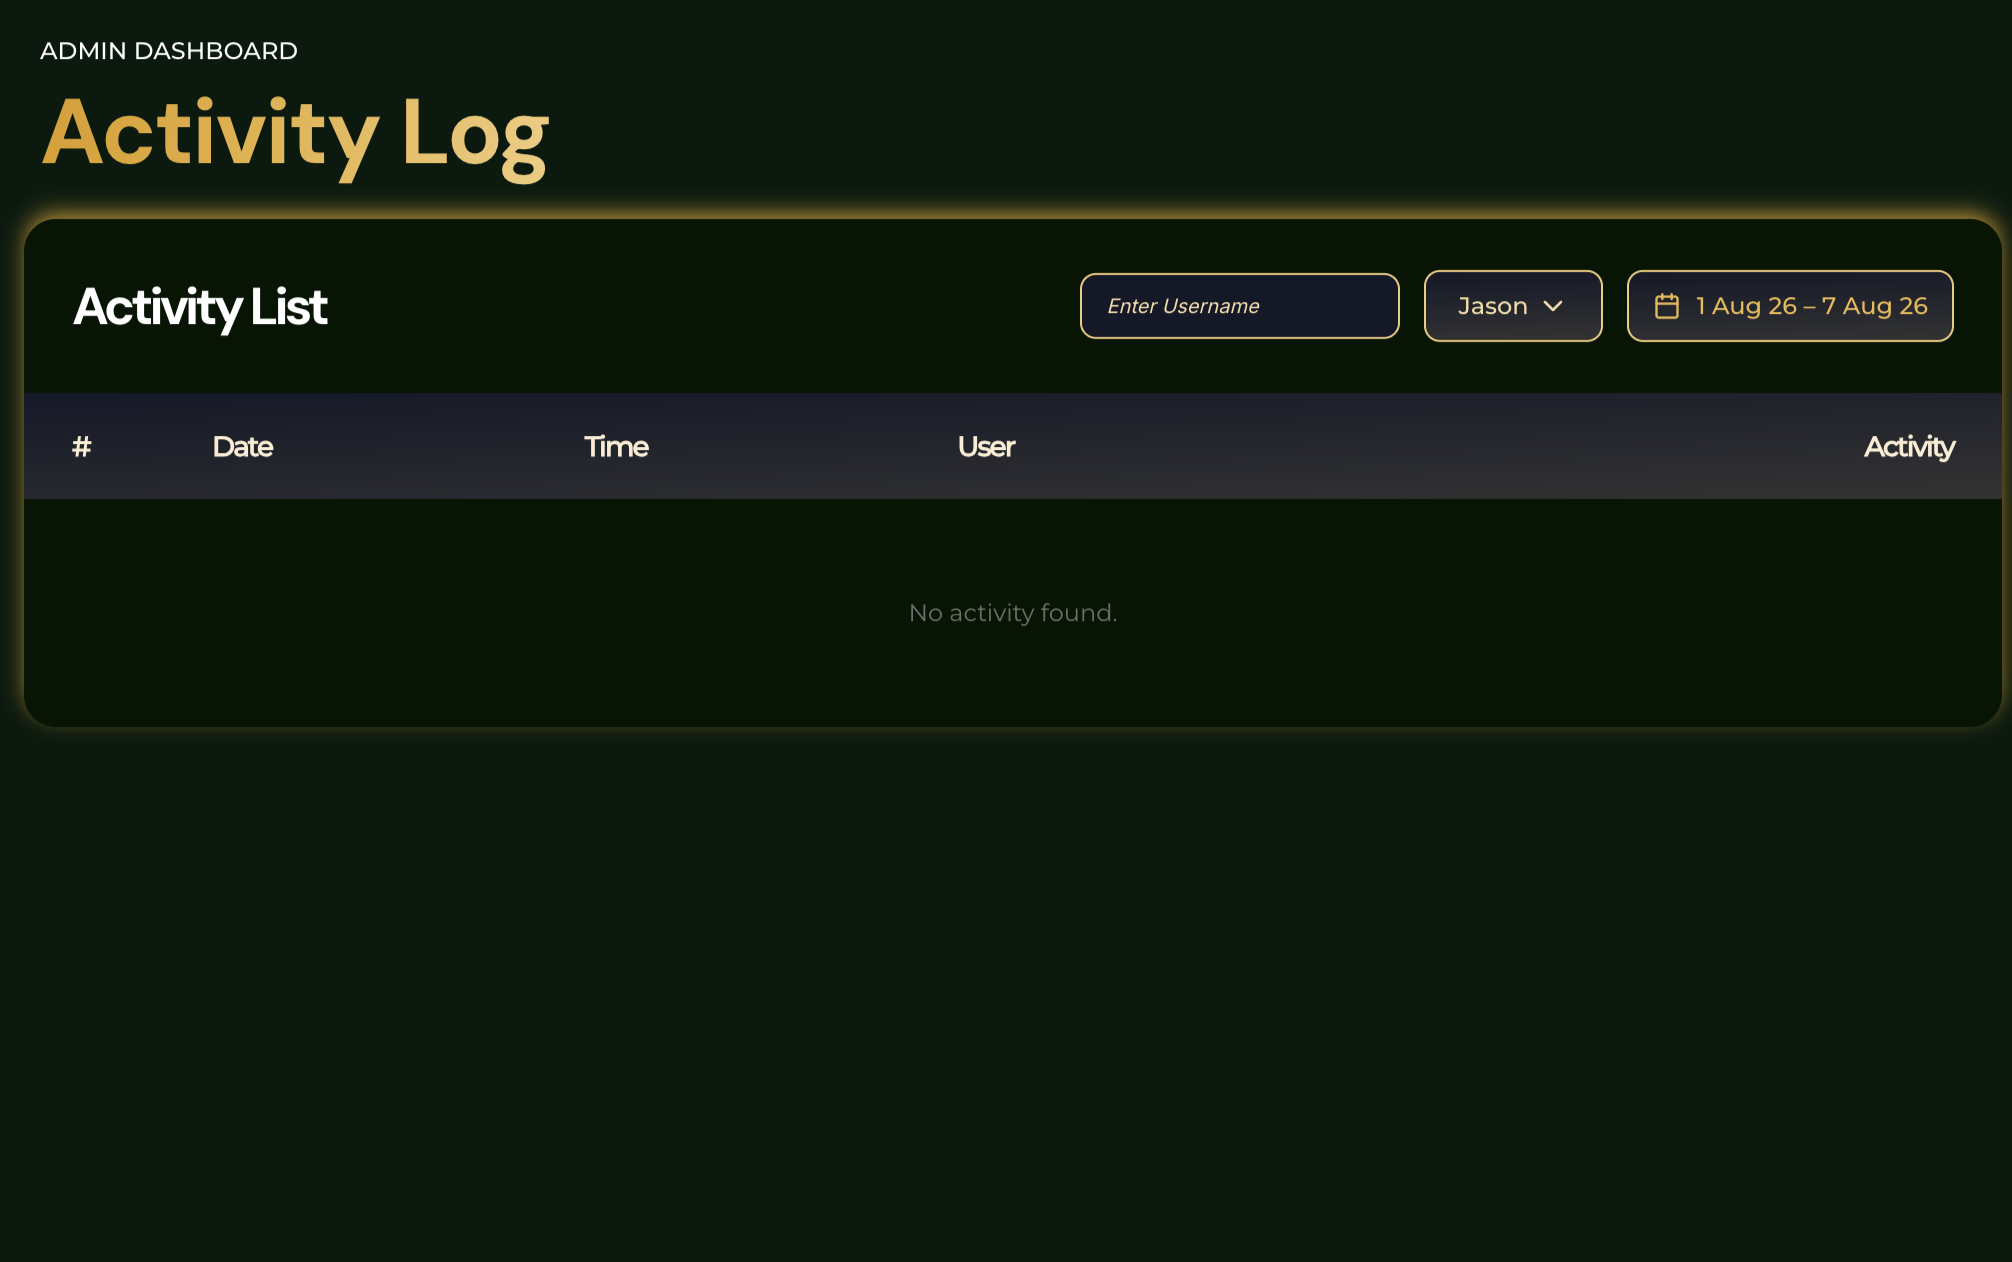 ADMIN DASHBOARD
Activity Log
Activity List
Enter Username
Jason
1 Aug 26 – 7 Aug 26
# Date Time User Activity
No activity found.